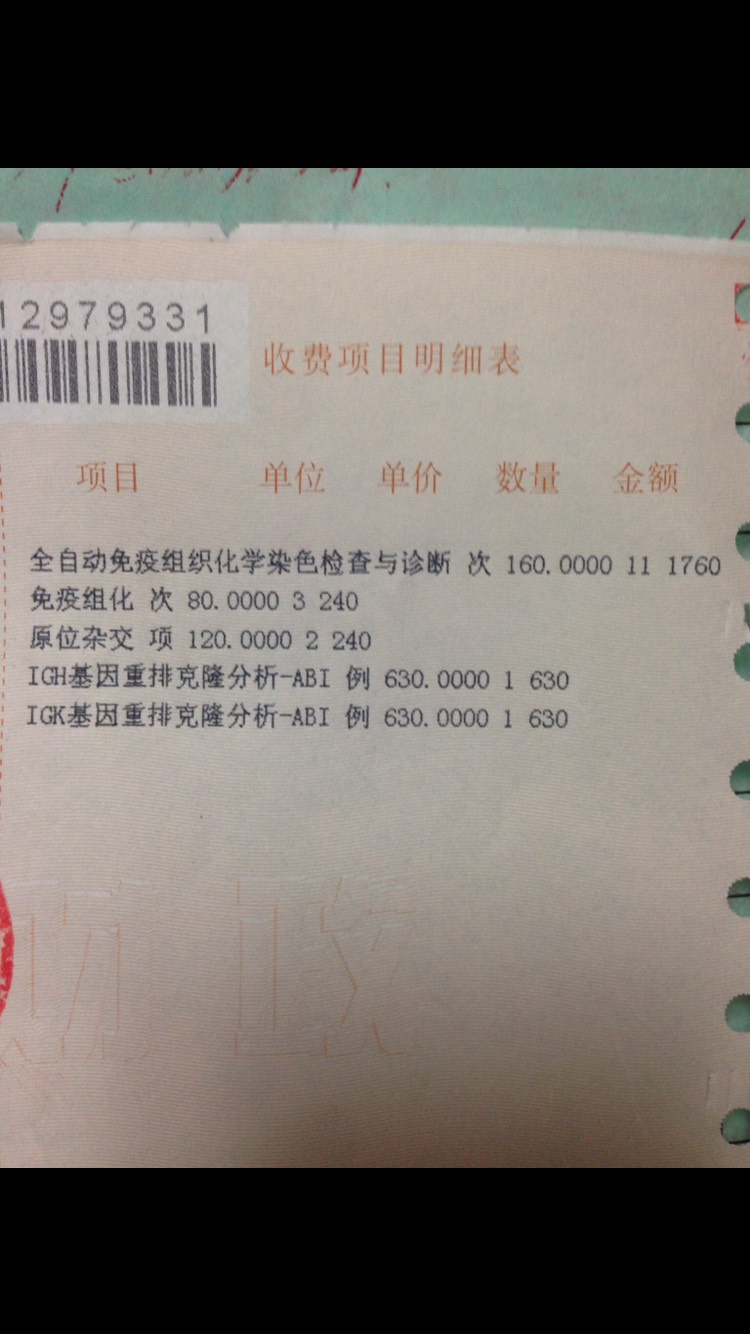 12979331
收费项目明细表
项目 单位 单价 数量 金额
全自动免疫组织化学染色检查与诊断 次 160.0000 11 1760
免疫组化 次 80.0000 3 240
原位杂交 项 120.0000 2 240
IGH基因重排克隆分析-ABI 例 630.0000 1 630
IGK基因重排克隆分析-ABI 例 630.0000 1 630